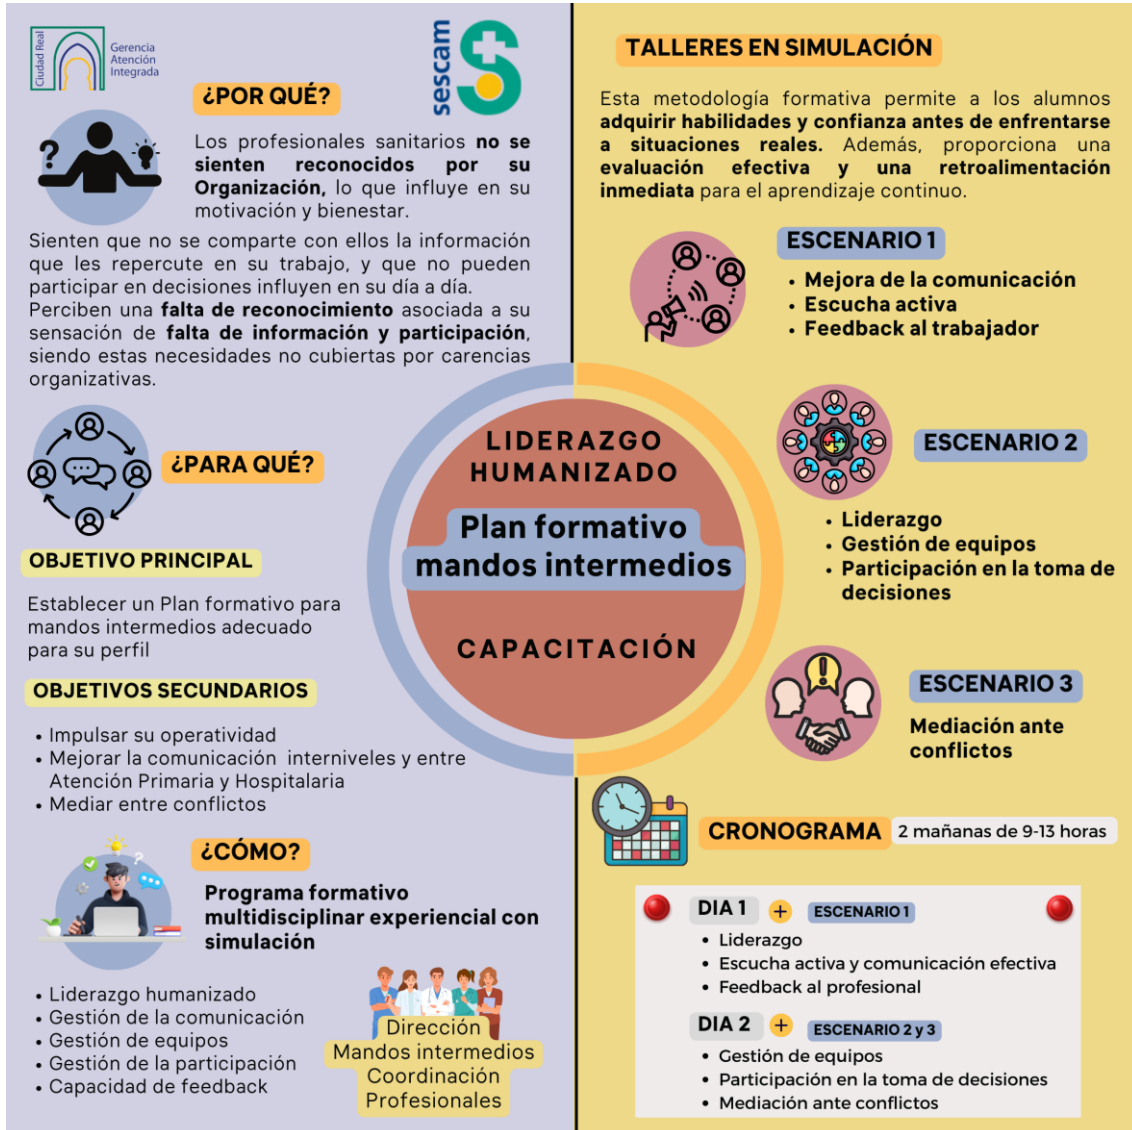 Ciudad Real
Gerencia
Atención
Integrada
sescam
¿POR QUÉ?
Los profesionales sanitarios no se
sienten reconocidos por su
Organización, lo que influye en su
motivación y bienestar.
Sienten que no se comparte con ellos la información
que les repercute en su trabajo, y que no pueden
participar en decisiones influyen en su día a día.
Perciben una falta de reconocimiento asociada a su
sensación de falta de información y participación,
siendo estas necesidades no cubiertas por carencias
organizativas.
¿PARA QUÉ?
OBJETIVO PRINCIPAL
Establecer un Plan formativo para
mandos intermedios adecuado
para su perfil
OBJETIVOS SECUNDARIOS
• Impulsar su operatividad
• Mejorar la comunicación interniveles y entre
Atención Primaria y Hospitalaria
• Mediar entre conflictos
¿CÓMO?
Programa formativo
multidisciplinar experiencial con
simulación
• Liderazgo humanizado
• Gestión de la comunicación
• Gestión de equipos
• Gestión de la participación
• Capacidad de feedback
Dirección
Mandos intermedios
Coordinación
Profesionales
LIDERAZGO
HUMANIZADO
Plan formativo
mandos intermedios
CAPACITACIÓN
TALLERES EN SIMULACIÓN
Esta metodología formativa permite a los alumnos
adquirir habilidades y confianza antes de enfrentarse
a situaciones reales. Además, proporciona una
evaluación efectiva y una retroalimentación
inmediata para el aprendizaje continuo.
ESCENARIO 1
• Mejora de la comunicación
• Escucha activa
• Feedback al trabajador
ESCENARIO 2
• Liderazgo
• Gestión de equipos
• Participación en la toma de
decisiones
ESCENARIO 3
Mediación ante
conflictos
CRONOGRAMA 2 mañanas de 9-13 horas
DIA 1 + ESCENARIO 1
• Liderazgo
• Escucha activa y comunicación efectiva
• Feedback al profesional
DIA 2 + ESCENARIO 2 y 3
• Gestión de equipos
• Participación en la toma de decisiones
• Mediación ante conflictos